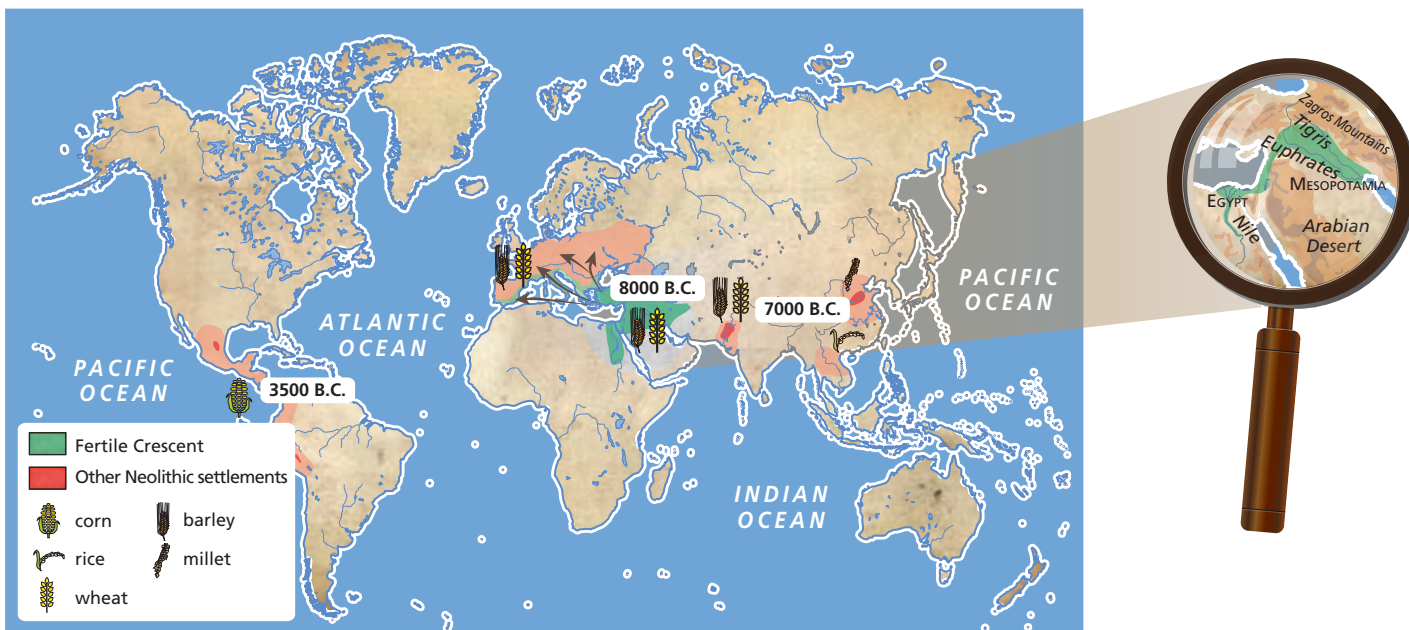 PACIFIC
OCEAN
ATLANTIC
OCEAN
3500 B.C.
8000 B.C.
7000 B.C.
PACIFIC
OCEAN
INDIAN
OCEAN
Fertile Crescent
Other Neolithic settlements
corn
barley
rice
millet
wheat
Zagros Mountains
Tigris
Euphrates
MESOPOTAMIA
EGYPT
Nile
Arabian
Desert